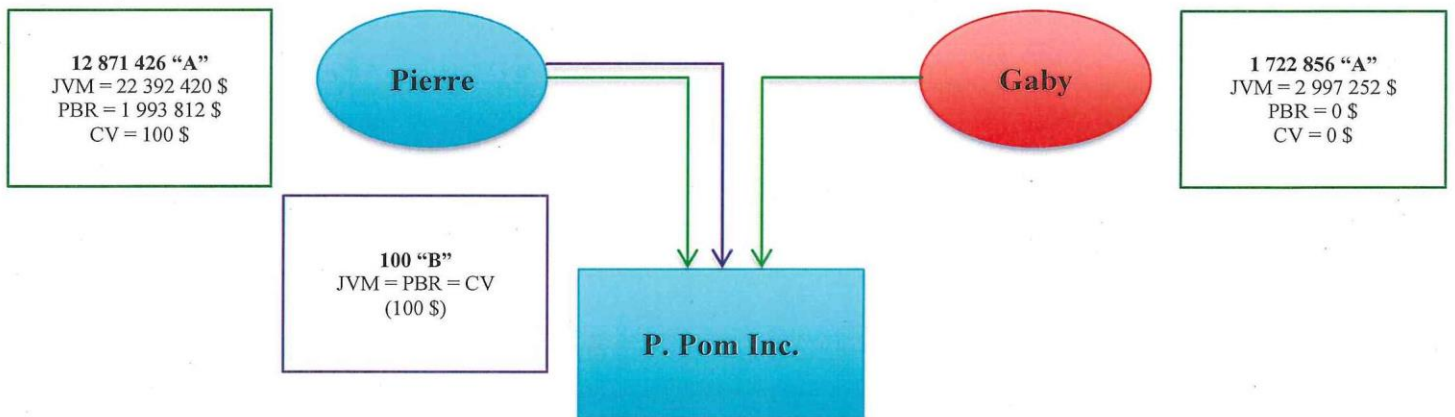 12 871 426 “A”
JVM = 22 392 420 $
PBR = 1 993 812 $
CV = 100 $
Pierre
Gaby
1 722 856 “A”
JVM = 2 997 252 $
PBR = 0 $
CV = 0 $
100 “B”
JVM = PBR = CV
(100 $)
P. Pom Inc.